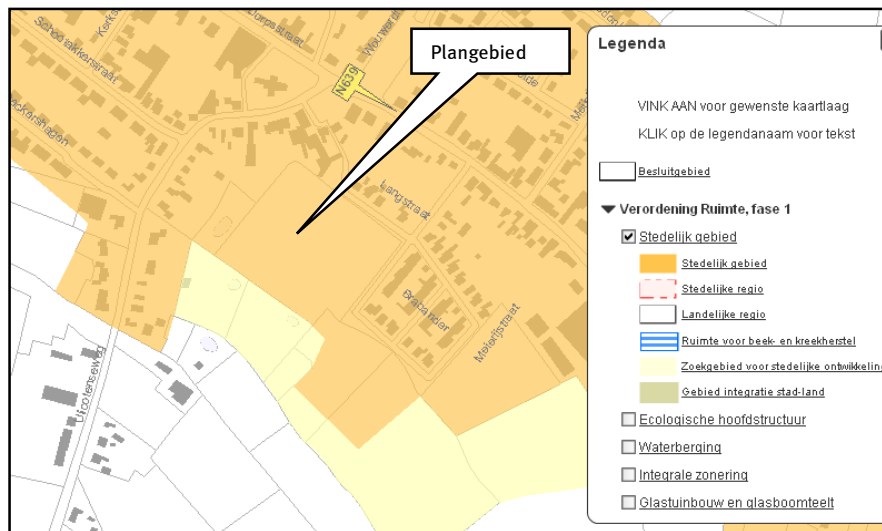 Plangebied
Legenda
VINK AAN voor gewenste kaartlaag
KLIK op de legendanaam voor tekst
Besluitgebied
Verordening Ruimte, fase 1
Stedelijk gebied
Stedelijk gebied
Stedelijke regio
Landelijke regio
Ruimte voor beek- en kreekherstel
Zoekgebied voor stedelijke ontwikkeling
Gebied integratie stad-land
Ecologische hoofdstructuur
Waterberging
Integrale zonering
Glastuinbouw en glasboomteelt
Schoolakkerstraat
Dorpsstraat
N639
Langstraat
Brabander
Meierijstraat
Ulicotenseweg